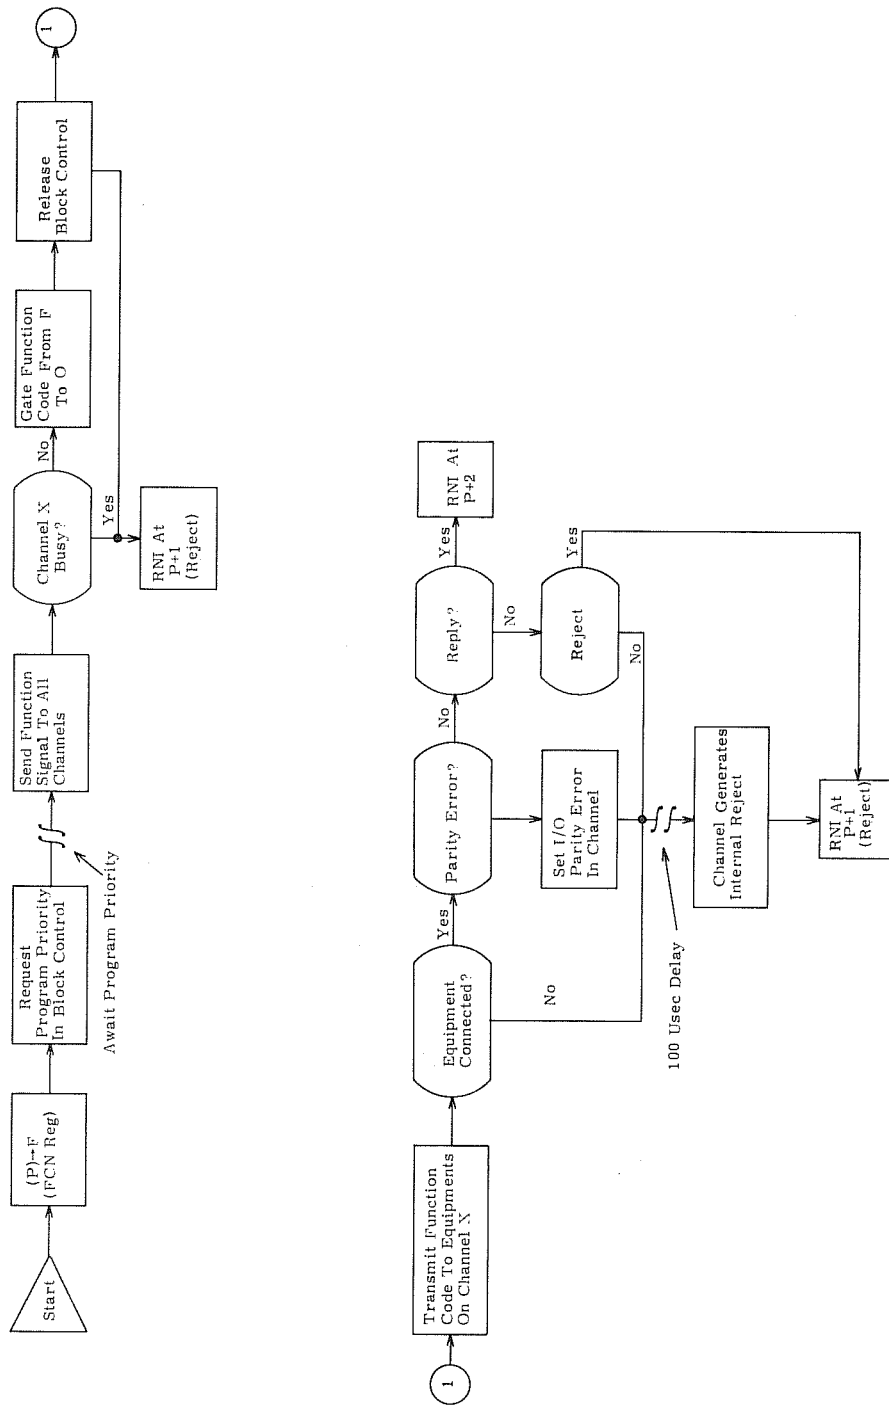 Start
(P)→F
(FCN Reg)
Request
Program Priority
In Block Control
Await Program Priority
Send Function
Signal To All
Channels
Channel X
Busy?
No
Yes
RNI At
P+1
(Reject)
Gate Function
Code From F
To O
Release
Block Control
1
1
Transmit Function
Code To Equipments
On Channel X
Equipment
Connected?
Yes
No
Parity Error?
No
Set I/O
Parity Error
In Channel
Reply?
Yes
No
RNI At
P+2
Reject
Yes
No
100 Usec Delay
Channel Generates
Internal Reject
RNI At
P+1
(Reject)